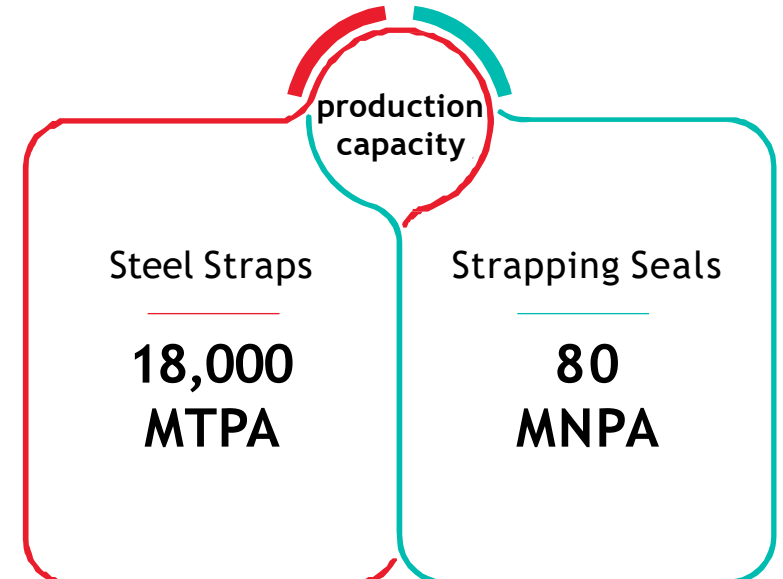 production
capacity
Steel Straps
18,000
MTPA
Strapping Seals
80
MNPA